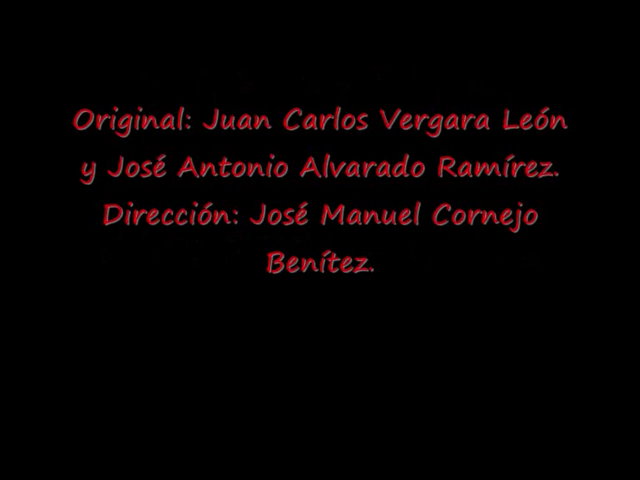 Original: Juan Carlos Vergara León
y José Antonio Alvarado Ramírez.
Dirección: José Manuel Cornejo
Benítez.